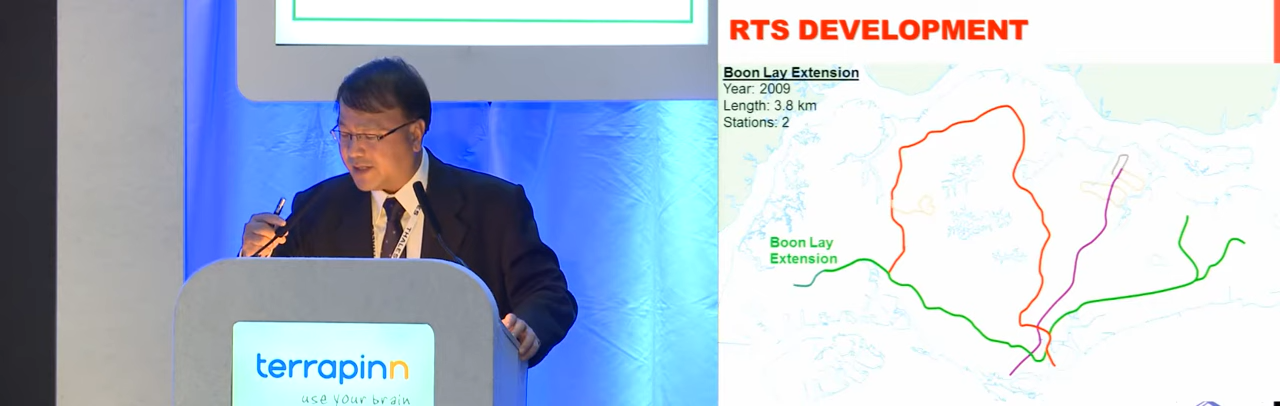 THALES
terrapinn
use your brain
RTS DEVELOPMENT
Boon Lay Extension
Year: 2009
Length: 3.8 km
Stations: 2
Boon Lay
Extension